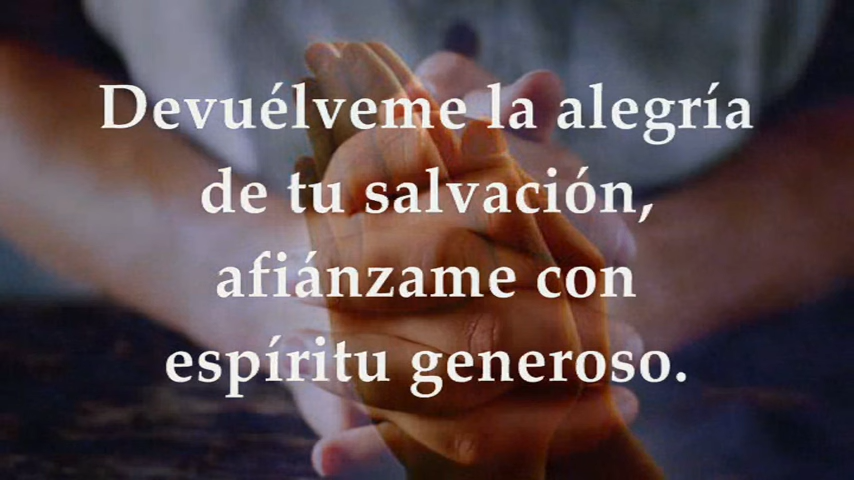 Devuélveme la alegría
de tu salvación,
afiánzame con
espíritu generoso.